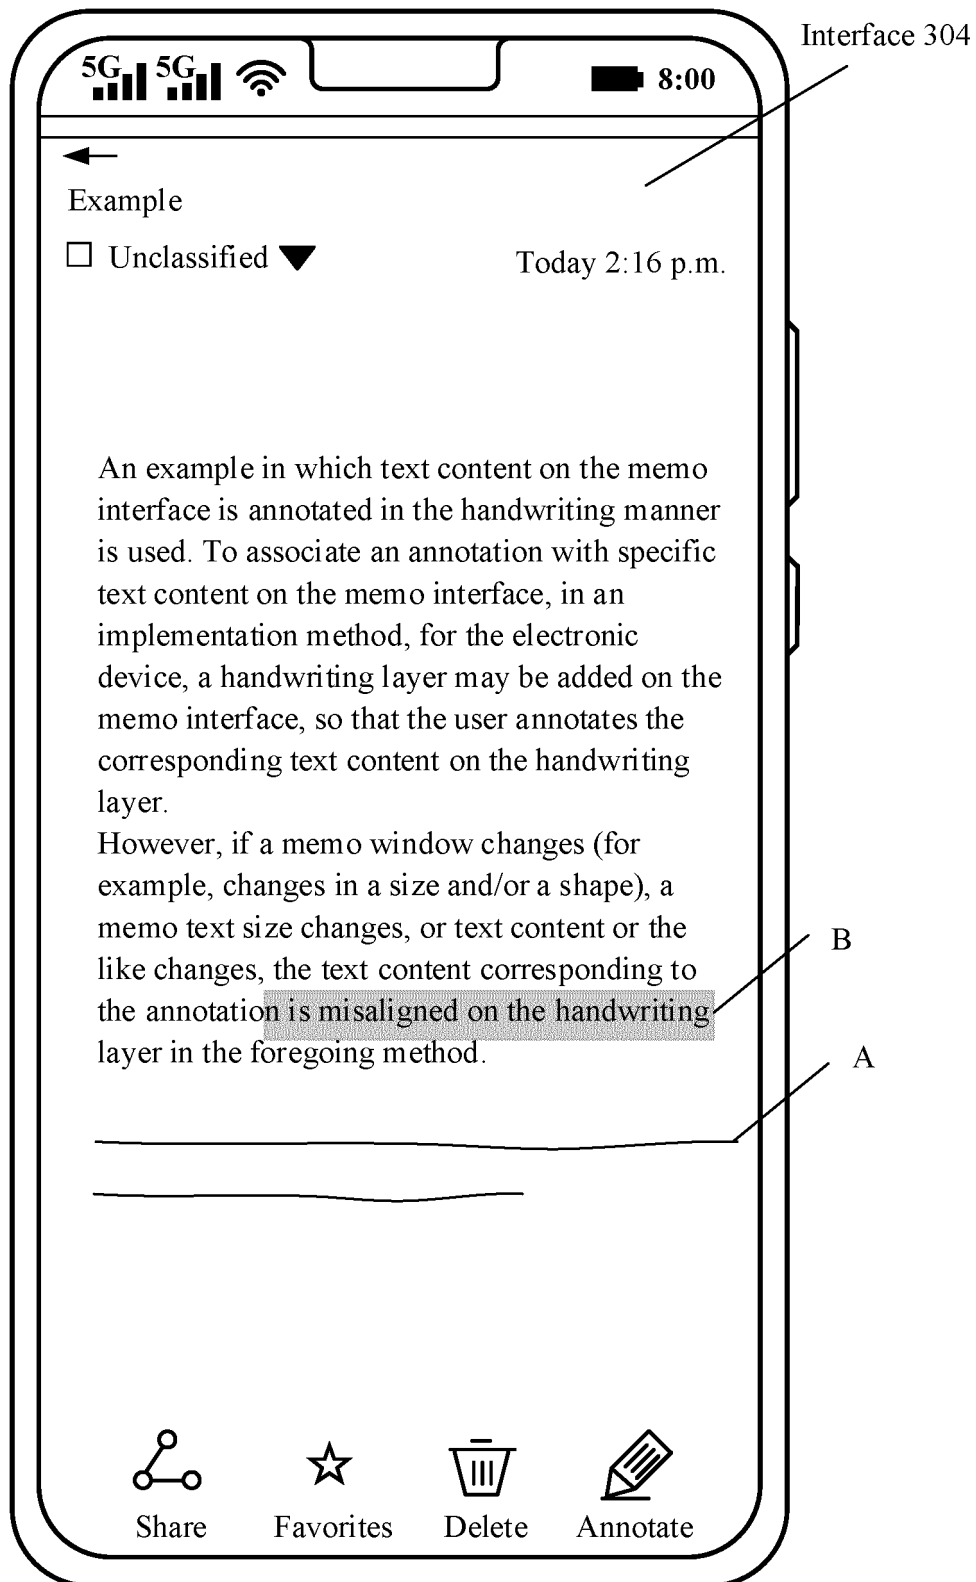 Interface 304
5G 5G 8:00
Example
Unclassified
Today 2:16 p.m.
An example in which text content on the memo
interface is annotated in the handwriting manner
is used. To associate an annotation with specific
text content on the memo interface, in an
implementation method, for the electronic
device, a handwriting layer may be added on the
memo interface, so that the user annotates the
corresponding text content on the handwriting
layer.
However, if a memo window changes (for
example, changes in a size and/or a shape), a
memo text size changes, or text content or the
like changes, the text content corresponding to
the annotation is misaligned on the handwriting
layer in the foregoing method.
B
A
Share Favorites Delete Annotate